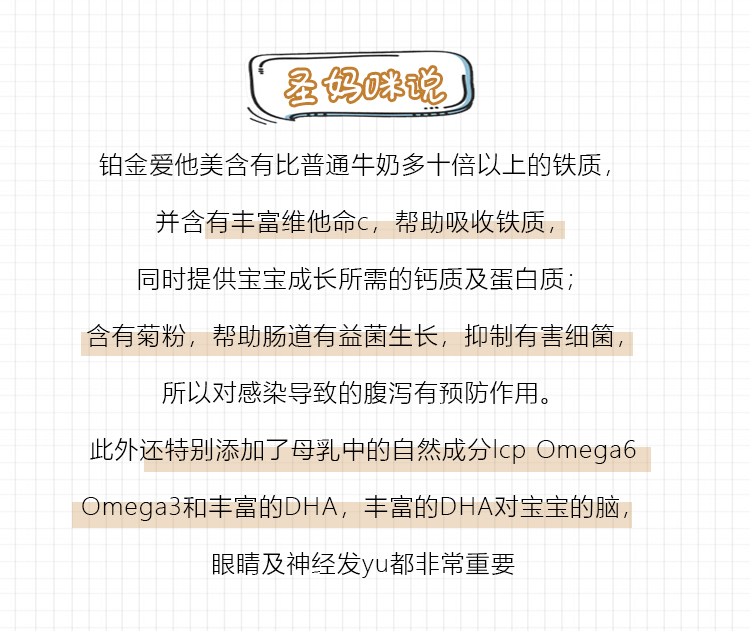 圣妈咪说
铂金爱他美含有比普通牛奶多十倍以上的铁质，
并含有丰富维他命c，帮助吸收铁质，
同时提供宝宝成长所需的钙质及蛋白质；
含有菊粉，帮助肠道有益菌生长，抑制有害细菌，
所以对感染导致的腹泻有预防作用。
此外还特别添加了母乳中的自然成分lcp Omega6
Omega3和丰富的DHA，丰富的DHA对宝宝的脑，
眼睛及神经发yu都非常重要